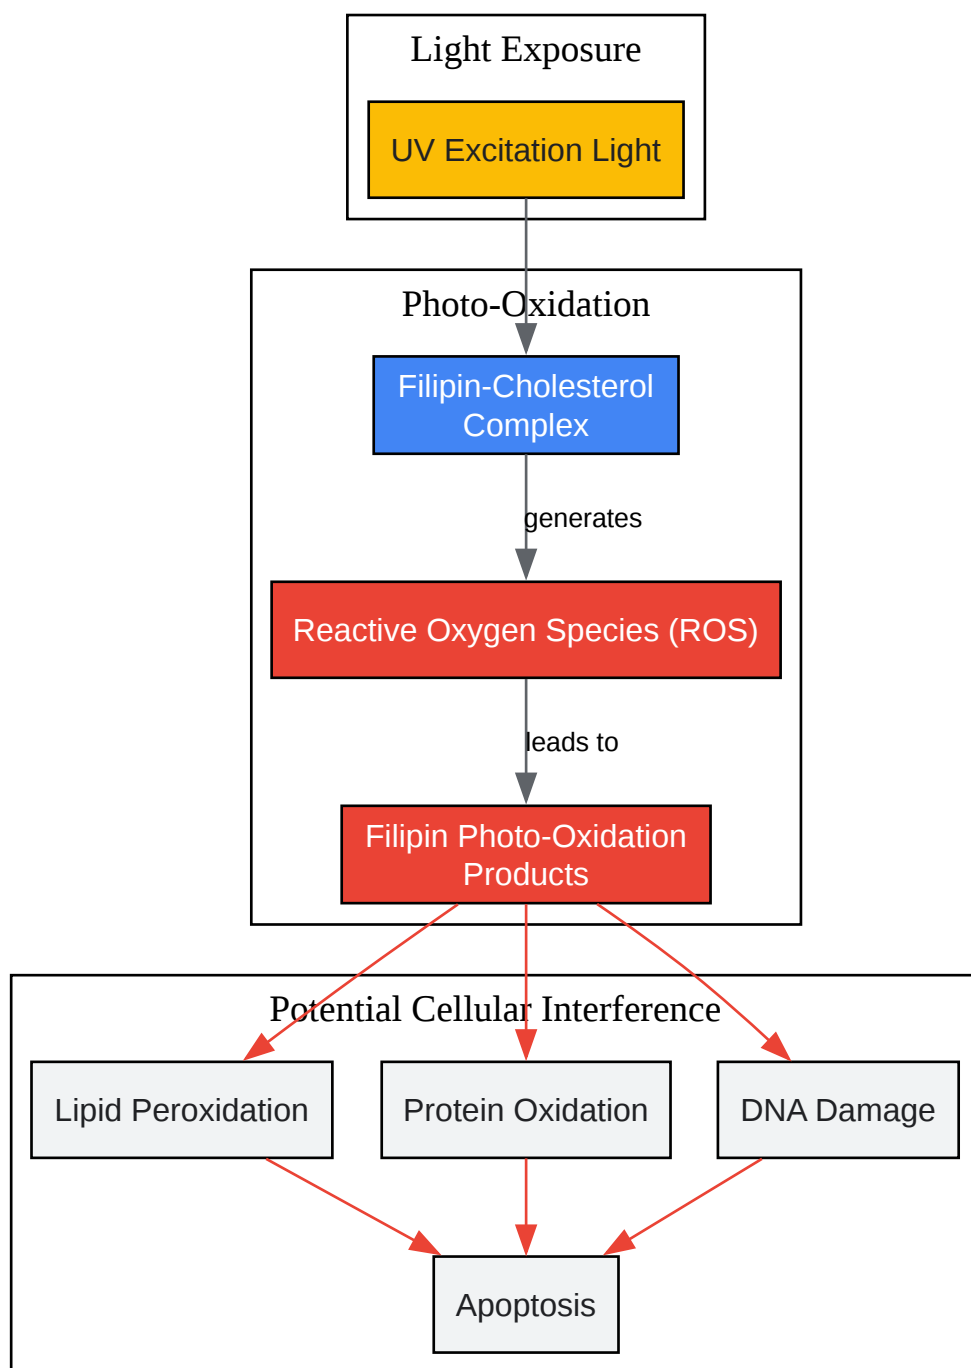 Light Exposure
UV Excitation Light
Photo-Oxidation
Filipin-Cholesterol
Complex
generates
Reactive Oxygen Species (ROS)
leads to
Filipin Photo-Oxidation
Products
Potential Cellular Interference
Lipid Peroxidation
Protein Oxidation
DNA Damage
Apoptosis